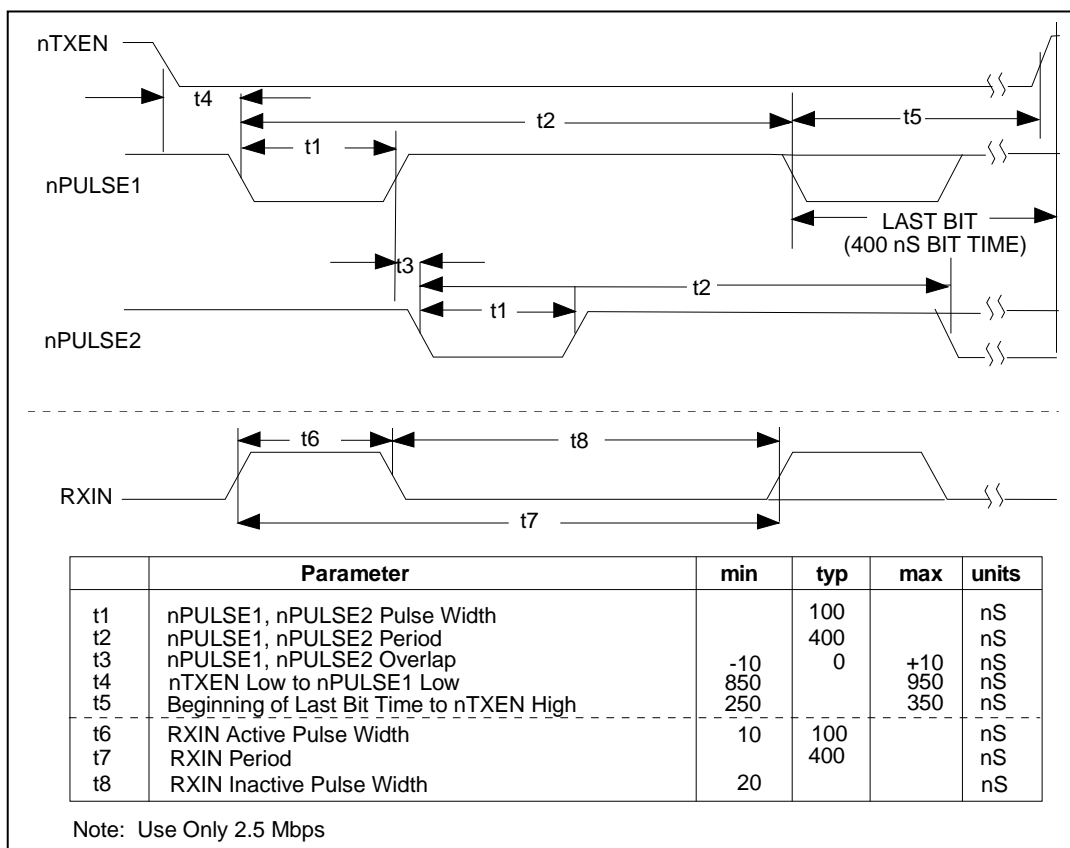 nTXEN
t4
t2
t5
t1
nPULSE1
LAST BIT
(400 nS BIT TIME)
t3
t2
t1
nPULSE2
t6
t8
RXIN
t7
Parameter min typ max units
t1 nPULSE1, nPULSE2 Pulse Width 100 nS
t2 nPULSE1, nPULSE2 Period 400 nS
t3 nPULSE1, nPULSE2 Overlap -10 0 +10 nS
t4 nTXEN Low to nPULSE1 Low 850 950 nS
t5 Beginning of Last Bit Time to nTXEN High 250 350 nS
t6 RXIN Active Pulse Width 10 100 nS
t7 RXIN Period 400 nS
t8 RXIN Inactive Pulse Width 20 nS
Note: Use Only 2.5 Mbps